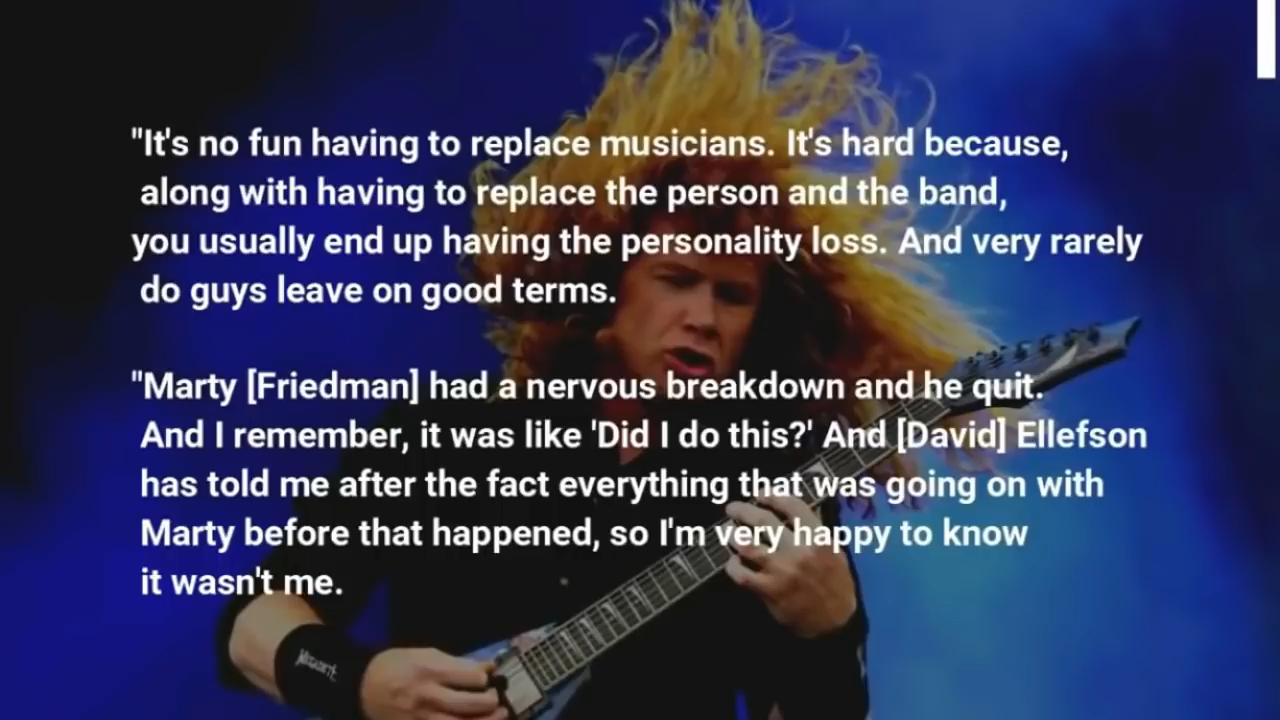 "It's no fun having to replace musicians. It's hard because,
along with having to replace the person and the band,
you usually end up having the personality loss. And very rarely
do guys leave on good terms.
"Marty [Friedman] had a nervous breakdown and he quit.
And I remember, it was like 'Did I do this?' And [David] Ellefson
has told me after the fact everything that was going on with
Marty before that happened, so I'm very happy to know
it wasn't me.
MEGADETH